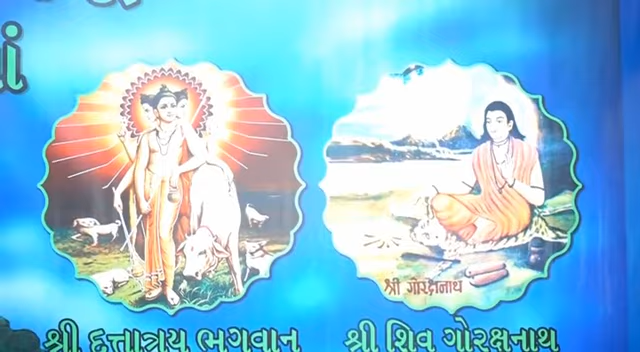 શ્રી ગોરક્ષનાથ
શ્રી દત્તાત્રય ભગવાન
શ્રી શિવ ગોરક્ષનાથ